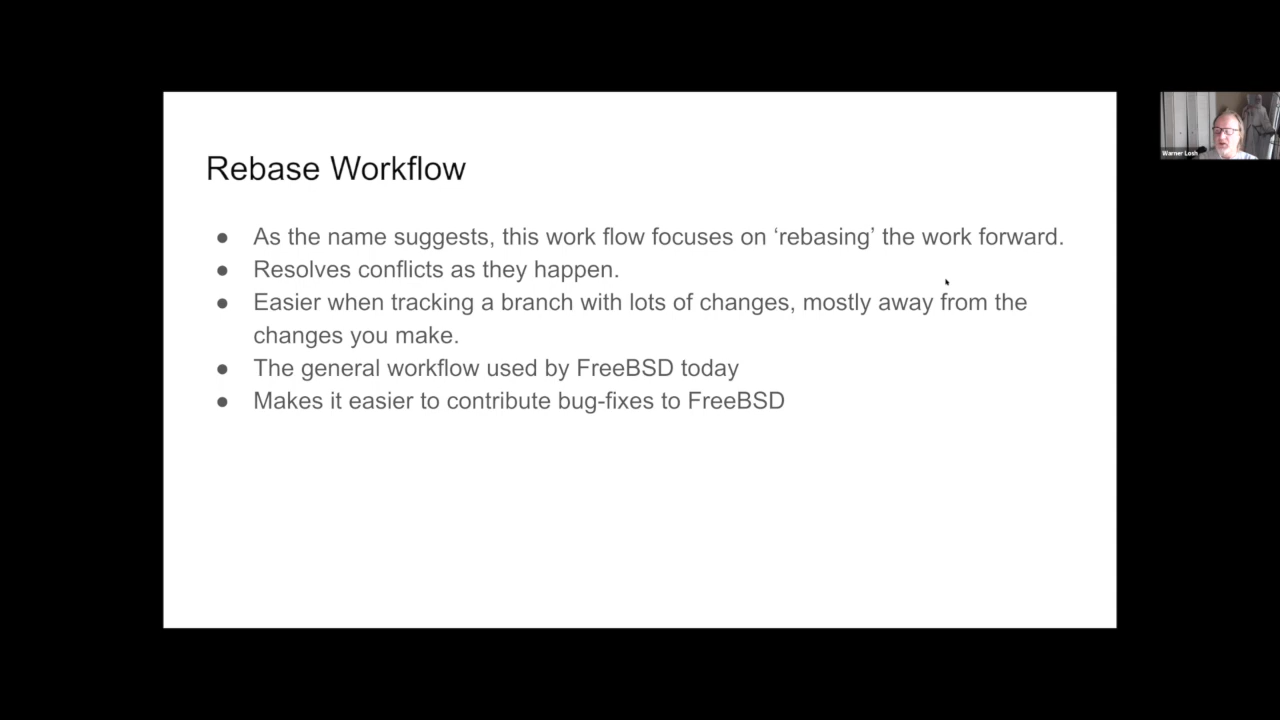 Rebase Workflow
● As the name suggests, this work flow focuses on ‘rebasing’ the work forward.
● Resolves conflicts as they happen.
● Easier when tracking a branch with lots of changes, mostly away from the
changes you make.
● The general workflow used by FreeBSD today
● Makes it easier to contribute bug-fixes to FreeBSD
Warner Losh